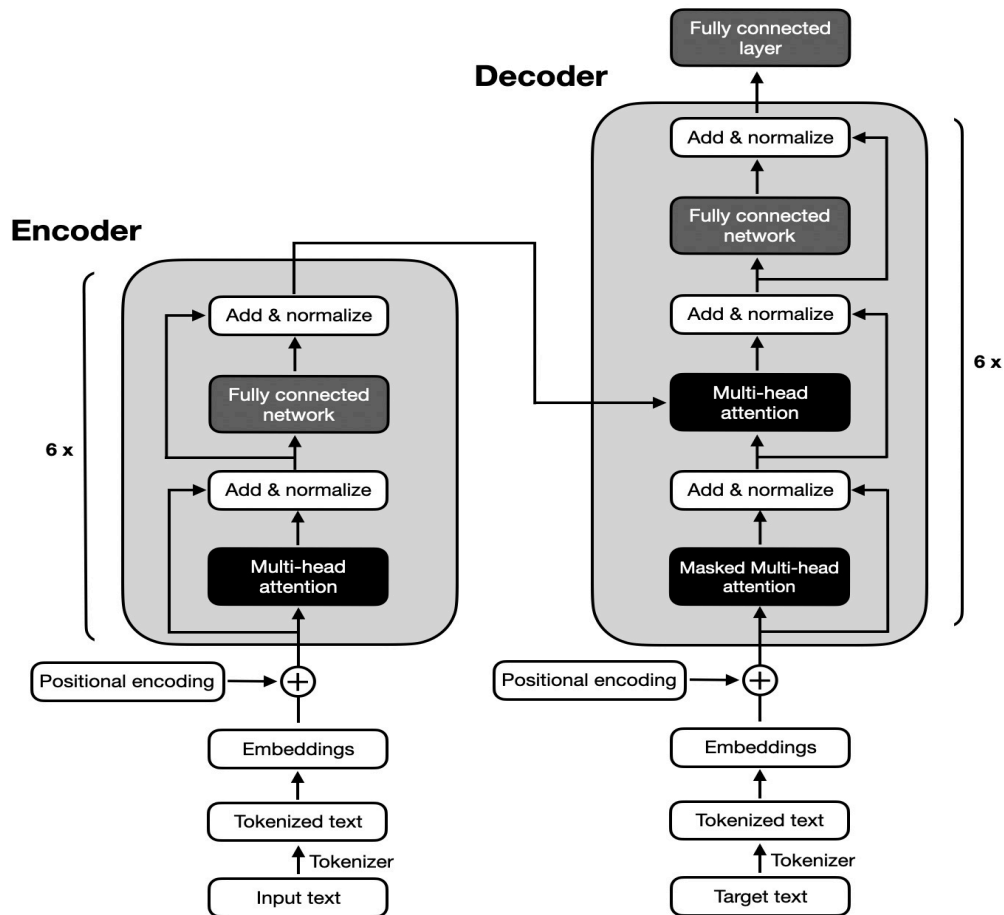 Encoder
6 x
Add & normalize
Fully connected
network
Add & normalize
Multi-head
attention
Positional encoding
+
Embeddings
Tokenized text
Tokenizer
Input text
Fully connected
layer
Decoder
Add & normalize
Fully connected
network
Add & normalize
6 x
Multi-head
attention
Add & normalize
Masked Multi-head
attention
Positional encoding
+
Embeddings
Tokenized text
Tokenizer
Target text